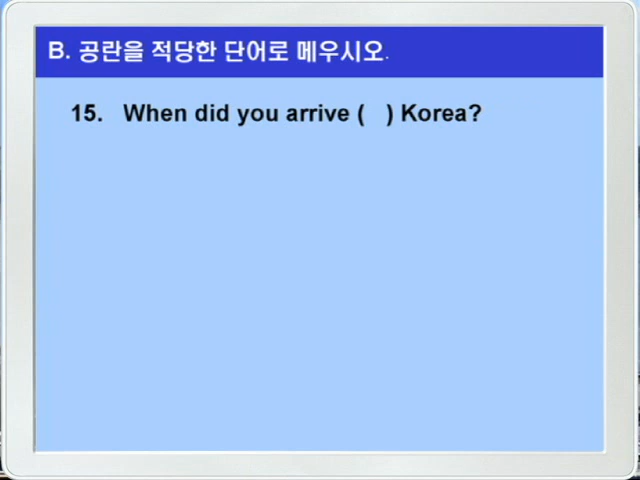 B. 공란을 적당한 단어로 메우시오.
15. When did you arrive ( ) Korea?